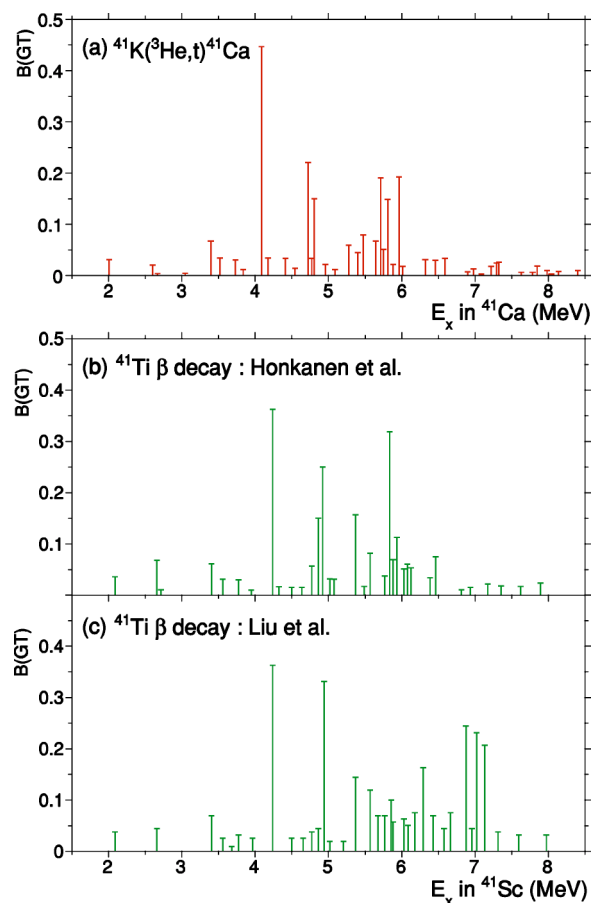 B(GT)
0.5
0.4
0.3
0.2
0.1
0
(a) ⁴¹K(³He,t)⁴¹Ca
2 3 4 5 6 7 8
Eₓ in ⁴¹Ca (MeV)
B(GT)
0.5
0.4
0.3
0.2
0.1
(b) ⁴¹Ti β decay : Honkanen et al.
B(GT)
0.4
0.3
0.2
0.1
0
(c) ⁴¹Ti β decay : Liu et al.
2 3 4 5 6 7 8
Eₓ in ⁴¹Sc (MeV)